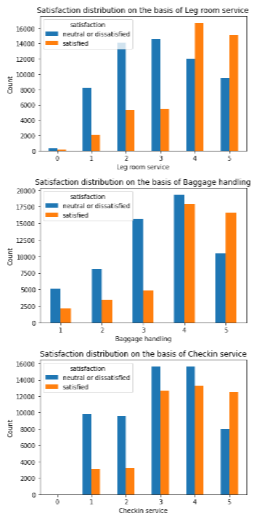 Satisfaction distribution on the basis of Leg room service
satisfaction
neutral or dissatisfied
satisfied
16000
14000
12000
10000
8000
6000
4000
2000
0
Count
0 1 2 3 4 5
Leg room service
Satisfaction distribution on the basis of Baggage handling
satisfaction
neutral or dissatisfied
satisfied
20000
17500
15000
12500
10000
7500
5000
2500
0
Count
1 2 3 4 5
Baggage handling
Satisfaction distribution on the basis of Checkin service
satisfaction
neutral or dissatisfied
satisfied
16000
14000
12000
10000
8000
6000
4000
2000
0
Count
0 1 2 3 4 5
Checkin service